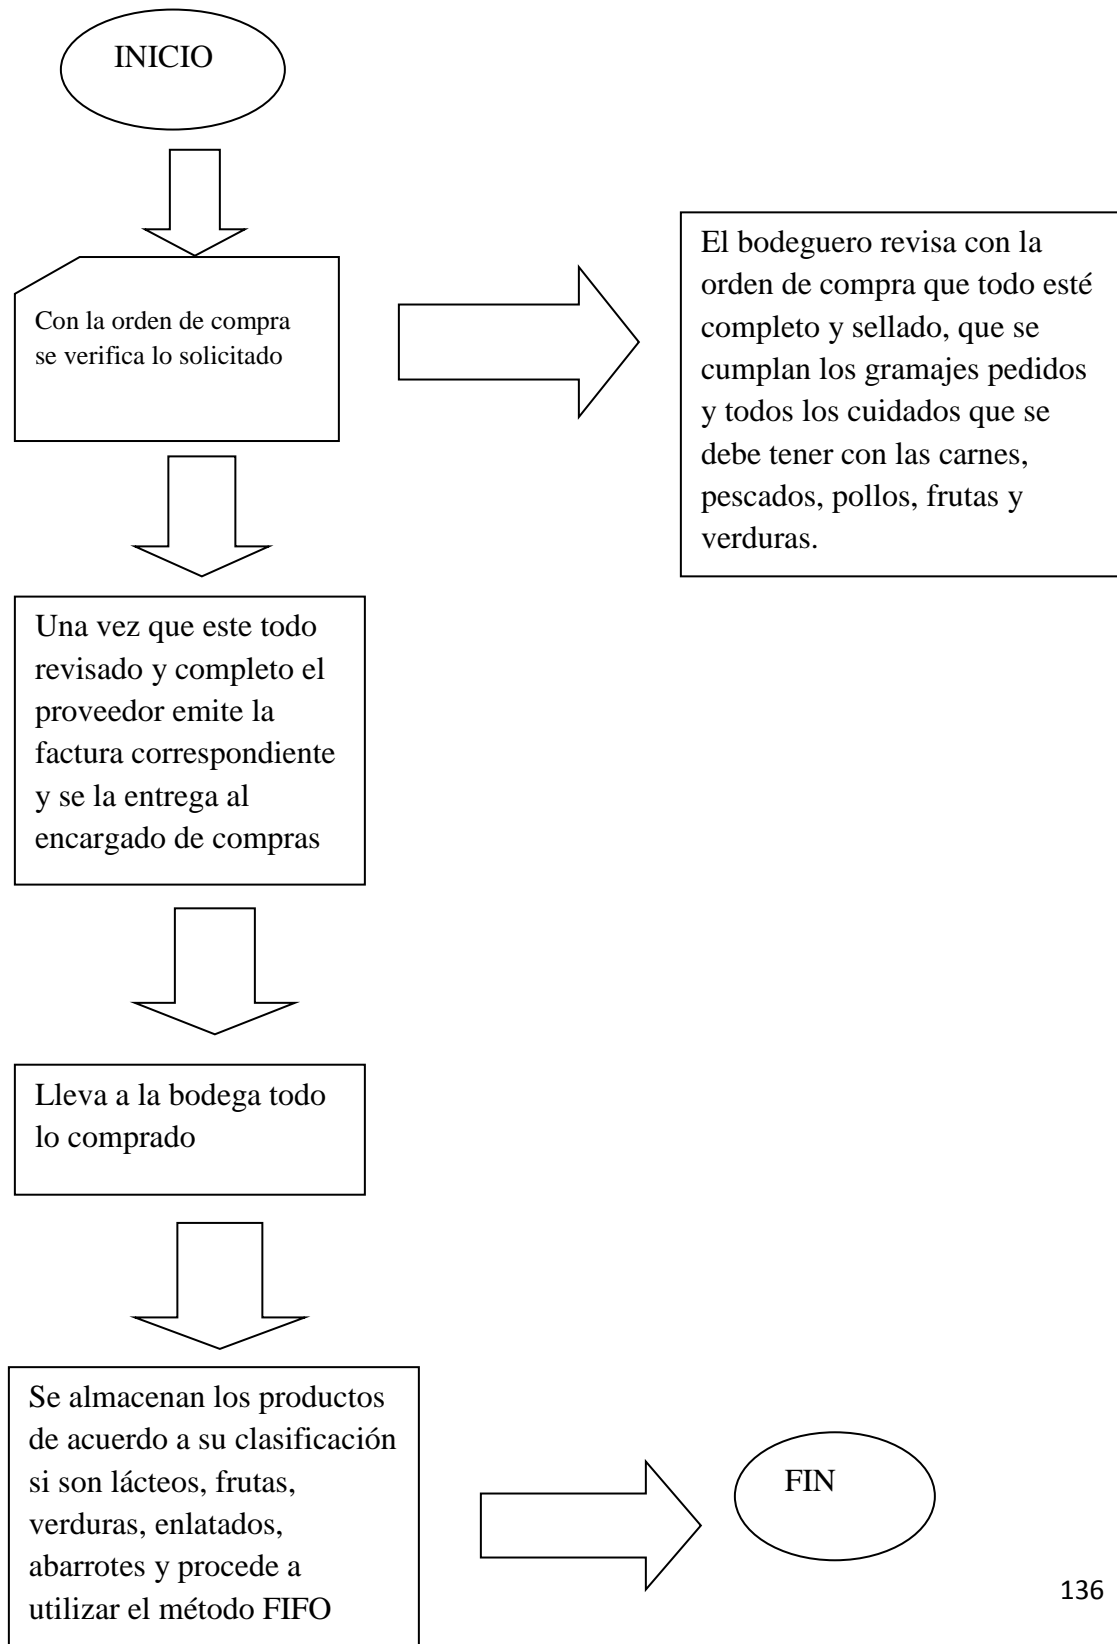 INICIO
Con la orden de compra
se verifica lo solicitado
El bodeguero revisa con la
orden de compra que todo esté
completo y sellado, que se
cumplan los gramajes pedidos
y todos los cuidados que se
debe tener con las carnes,
pescados, pollos, frutas y
verduras.
Una vez que este todo
revisado y completo el
proveedor emite la
factura correspondiente
y se la entrega al
encargado de compras
Lleva a la bodega todo
lo comprado
Se almacenan los productos
de acuerdo a su clasificación
si son lácteos, frutas,
verduras, enlatados,
abarrotes y procede a
utilizar el método FIFO
FIN
136